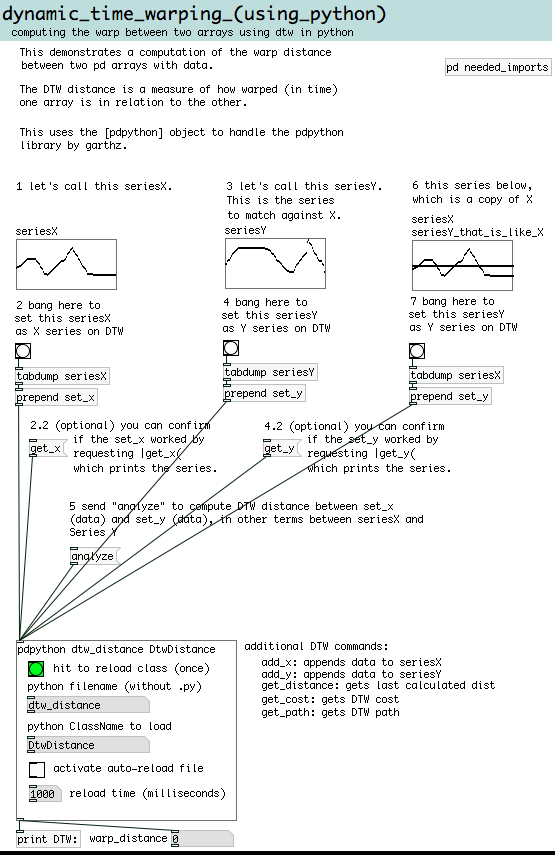 dynamic_time_warping_(using_python)
computing the warp between two arrays using dtw in python
This demonstrates a computation of the warp distance
between two pd arrays with data.
pd needed_imports
The DTW distance is a measure of how warped (in time)
one array is in relation to the other.
This uses the [pdpython] object to handle the pdpython
library by garthz.
1 let's call this seriesX.
seriesX
2 bang here to
set this seriesX
as X series on DTW
tabdump seriesX
prepend set_x
3 let's call this seriesY.
This is the series
to match against X.
seriesY
4 bang here to
set this seriesY
as Y series on DTW
tabdump seriesY
prepend set_y
6 this series below,
which is a copy of X
seriesX
seriesY_that_is_like_X
7 bang here to
set this seriesY
as Y series on DTW
tabdump seriesX
prepend set_y
2.2 (optional) you can confirm
if the set_x worked by
requesting |get_x(
which prints the series.
get_x
4.2 (optional) you can confirm
if the set_y worked by
requesting |get_y(
which prints the series.
get_y
5 send "analyze" to compute DTW distance between set_x
(data) and set_y (data), in other terms between seriesX and
Series Y
analyze
pdpython dtw_distance DtwDistance
hit to reload class (once)
python filename (without .py)
dtw_distance
python ClassName to load
DtwDistance
activate auto-reload file
1000 reload time (milliseconds)
additional DTW commands:
add_x: appends data to seriesX
add_y: appends data to seriesY
get_distance: gets last calculated dist
get_cost: gets DTW cost
get_path: gets DTW path
print DTW:
warp_distance 0